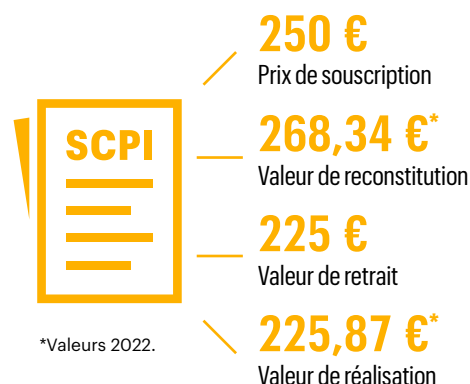 250 €
Prix de souscription
SCPI
268,34 €*
Valeur de reconstitution
225 €
Valeur de retrait
*Valeurs 2022.
225,87 €*
Valeur de réalisation